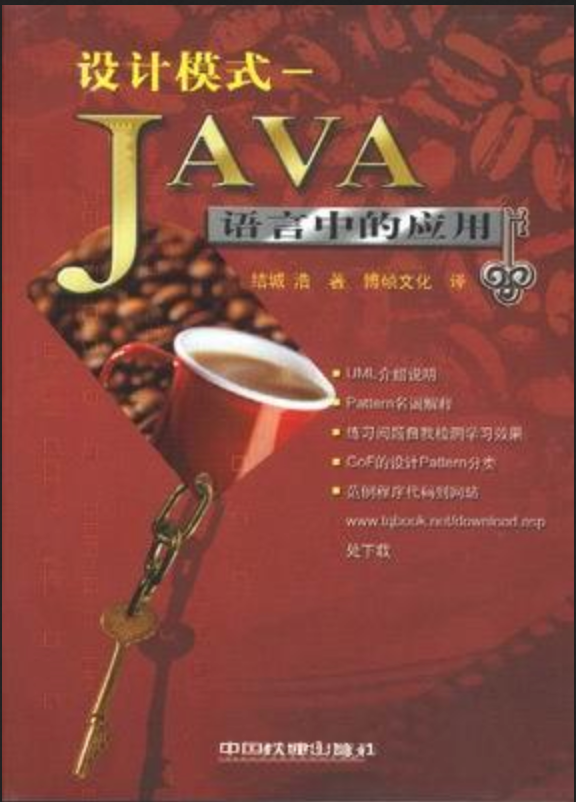 设计模式—
JAVA
语言中的应用
结城 浩 著 博硕文化 译
UML介绍说明
Pattern名词解释
练习问题自我检测学习效果
GoF的设计Pattern分类
范例程序代码到网站
www.tqbook.net/download.asp
处下载
中国铁道出版社